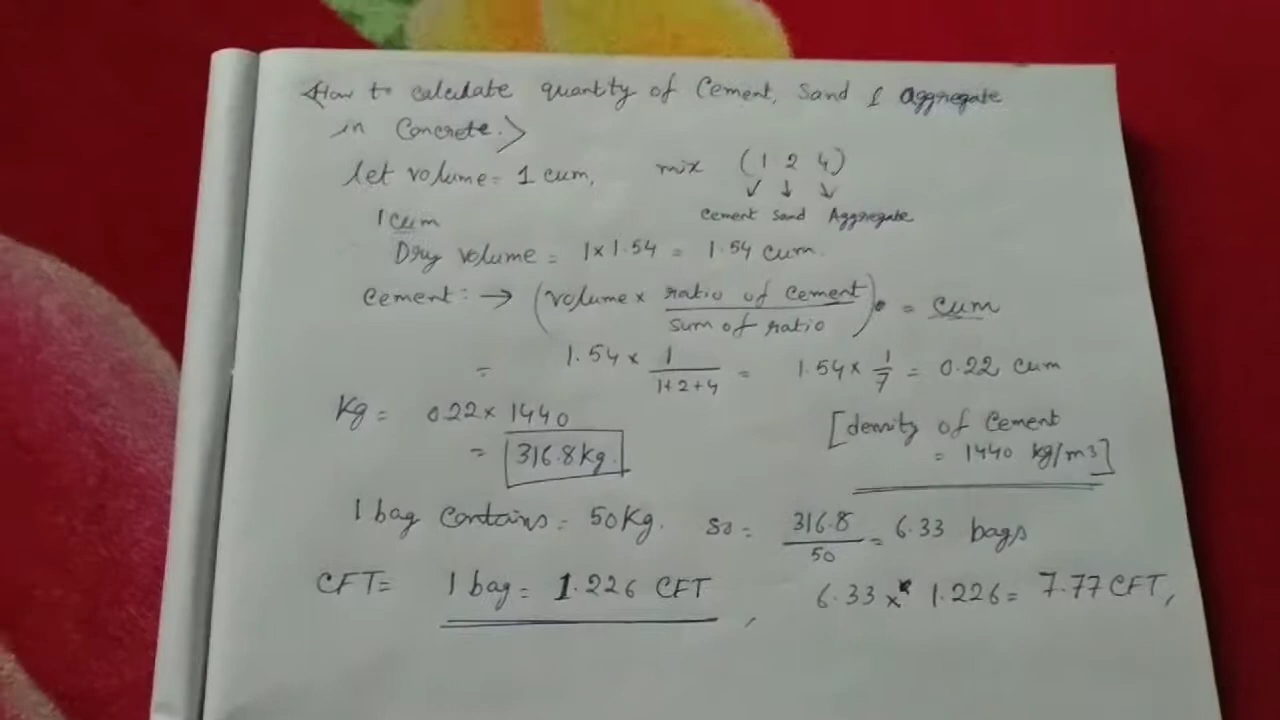 How to calculate quantity of Cement, Sand & Aggregate
in Concrete.>
let volume = 1 cum, mix (1 2 4)
1 cum
Cement Sand Aggregate
Dry volume = 1 x 1.54 = 1.54 cum.
Cement: → (volume x ratio of cement / sum of ratio) = cum
= 1.54 x 1 / 1+2+4 = 1.54 x 1/7 = 0.22 cum
Kg = 0.22 x 1440
= 316.8 kg.
[density of Cement
= 1440 kg/m3]
1 bag contains = 50 Kg. So = 316.8 / 50 = 6.33 bags
CFT = 1 bag = 1.226 CFT, 6.33 x 1.226 = 7.77 CFT,